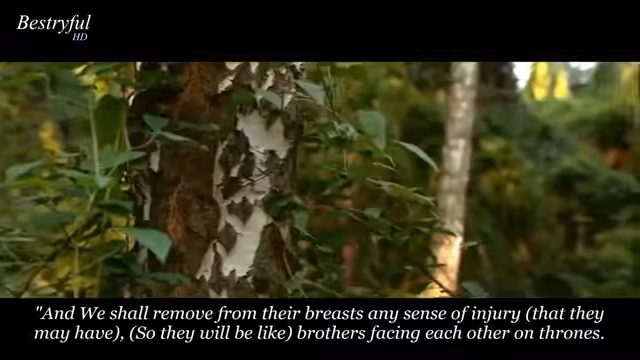 Bestryful
HD
"And We shall remove from their breasts any sense of injury (that they
may have), (So they will be like) brothers facing each other on thrones.